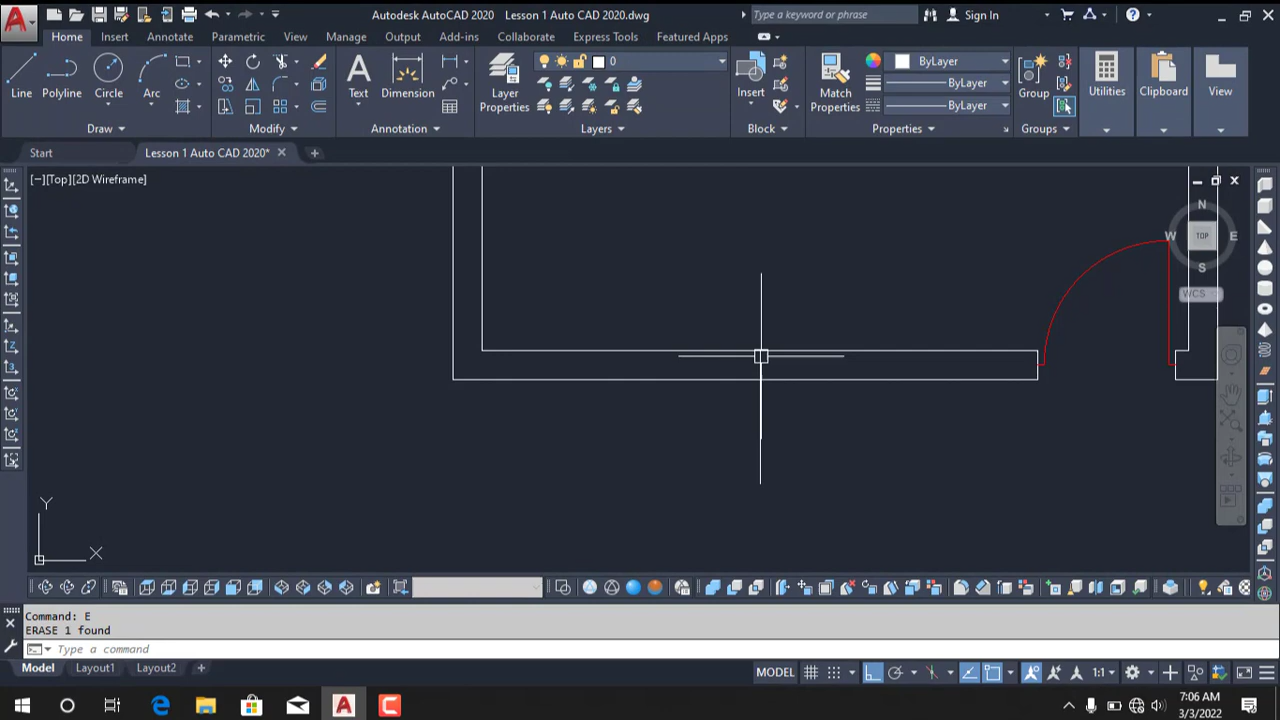 Autodesk AutoCAD 2020 Lesson 1 Auto CAD 2020.dwg
Type a keyword or phrase
Sign In
Home Insert Annotate Parametric View Manage Output Add-ins Collaborate Express Tools Featured Apps
0
ByLayer
ByLayer
ByLayer
Line Polyline Circle Arc
Text Dimension
Layer Properties
Insert
Match Properties
Group
Utilities Clipboard View
Draw Modify Annotation Layers Block Properties Groups
Start Lesson 1 Auto CAD 2020*
[−][Top][2D Wireframe]
N
W TOP E
S
WCS
Y
X
Command: E
ERASE 1 found
Type a command
Model Layout1 Layout2
MODEL 1:1
7:06 AM
3/3/2022